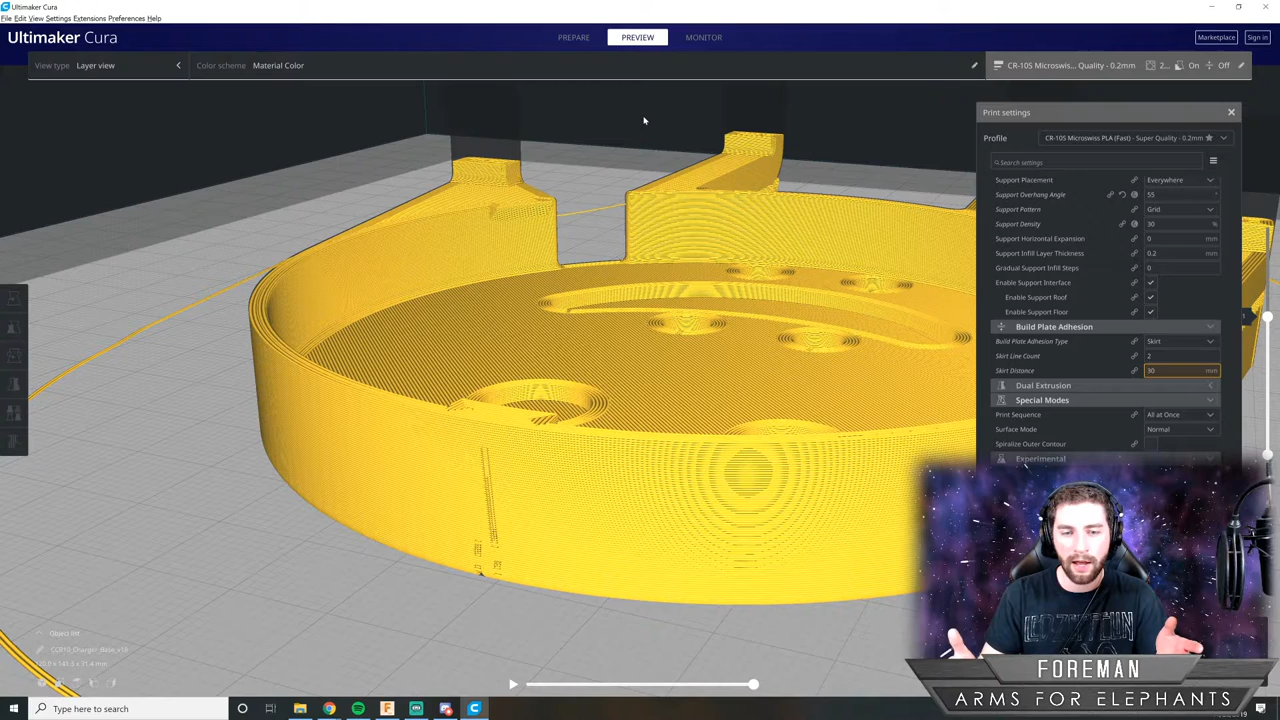 Ultimaker Cura
File Edit View Settings Extensions Preferences Help
Ultimaker Cura
PREPARE
PREVIEW
MONITOR
Marketplace
Sign in
View type
Layer view
Color scheme
Material Color
CR-10S Microswis... Quality - 0.2mm
2...
On
Off
Print settings
Profile
CR-10S Microswiss PLA (Fast) - Super Quality - 0.2mm
Search settings
Support Placement
Everywhere
Support Overhang Angle
55
°
Support Pattern
Grid
Support Density
30
%
Support Horizontal Expansion
0
mm
Support Infill Layer Thickness
0.2
mm
Gradual Support Infill Steps
0
Enable Support Interface
Enable Support Roof
Enable Support Floor
Build Plate Adhesion
Build Plate Adhesion Type
Skirt
Skirt Line Count
2
Skirt Distance
30
mm
Dual Extrusion
Special Modes
Print Sequence
All at Once
Surface Mode
Normal
Spiralize Outer Contour
Experimental
Object list
LED-ZEPPELIN
FOREMAN
ARMS FOR ELEPHANTS
Type here to search